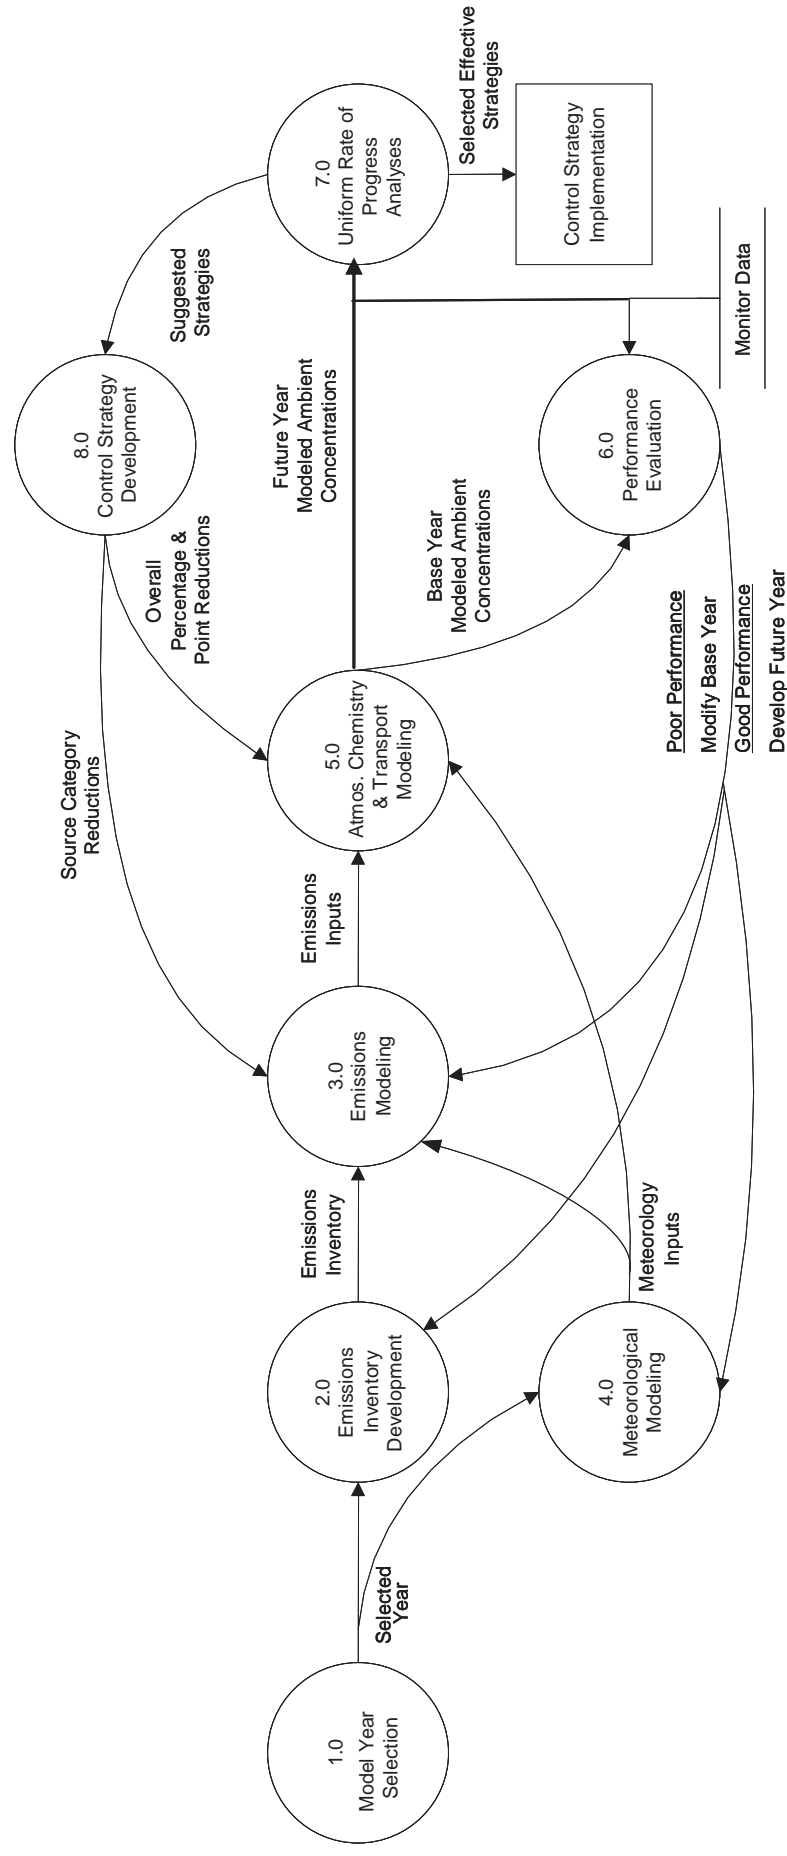 1.0
Model Year
Selection
Selected
Year
2.0
Emissions
Inventory
Development
Emissions
Inventory
3.0
Emissions
Modeling
Emissions
Inputs
4.0
Meteorological
Modeling
Meteorology
Inputs
5.0
Atmos. Chemistry
& Transport
Modeling
Base Year
Modeled Ambient
Concentrations
Future Year
Modeled Ambient
Concentrations
6.0
Performance
Evaluation
Poor Performance
Modify Base Year
Good Performance
Develop Future Year
Monitor Data
7.0
Uniform Rate of
Progress
Analyses
Selected Effective
Strategies
Control Strategy
Implementation
Suggested
Strategies
8.0
Control Strategy
Development
Overall
Percentage &
Point Reductions
Source Category
Reductions